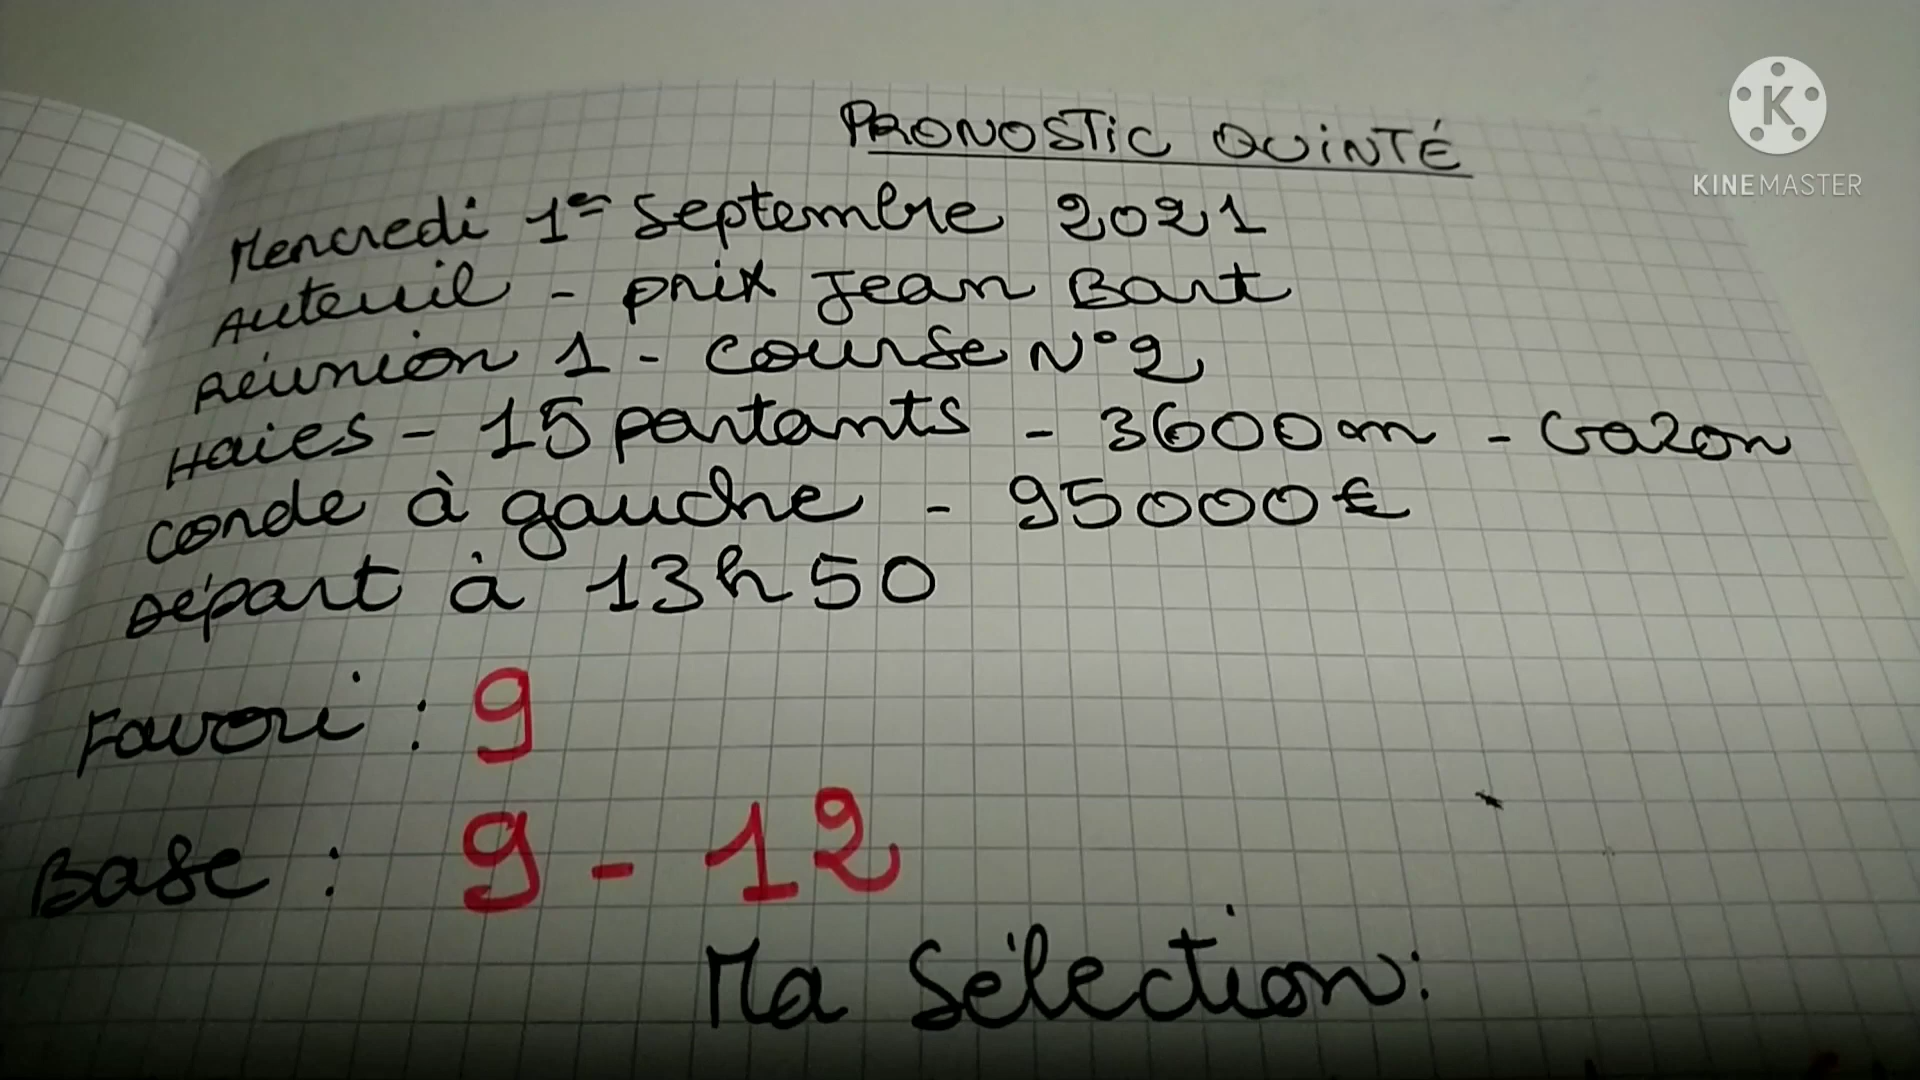 PRONOSTIC QUINTÉ
Mercredi 1er Septembre 2021
Auteuil - prix Jean Bart
Réunion 1 - course N°2
Haies - 15 partants - 3600m - Gazon
corde à gauche - 95000€
Départ à 13h50
Favori : 9
Base : 9 - 12
Ma Sélection:
K
KINEMASTER